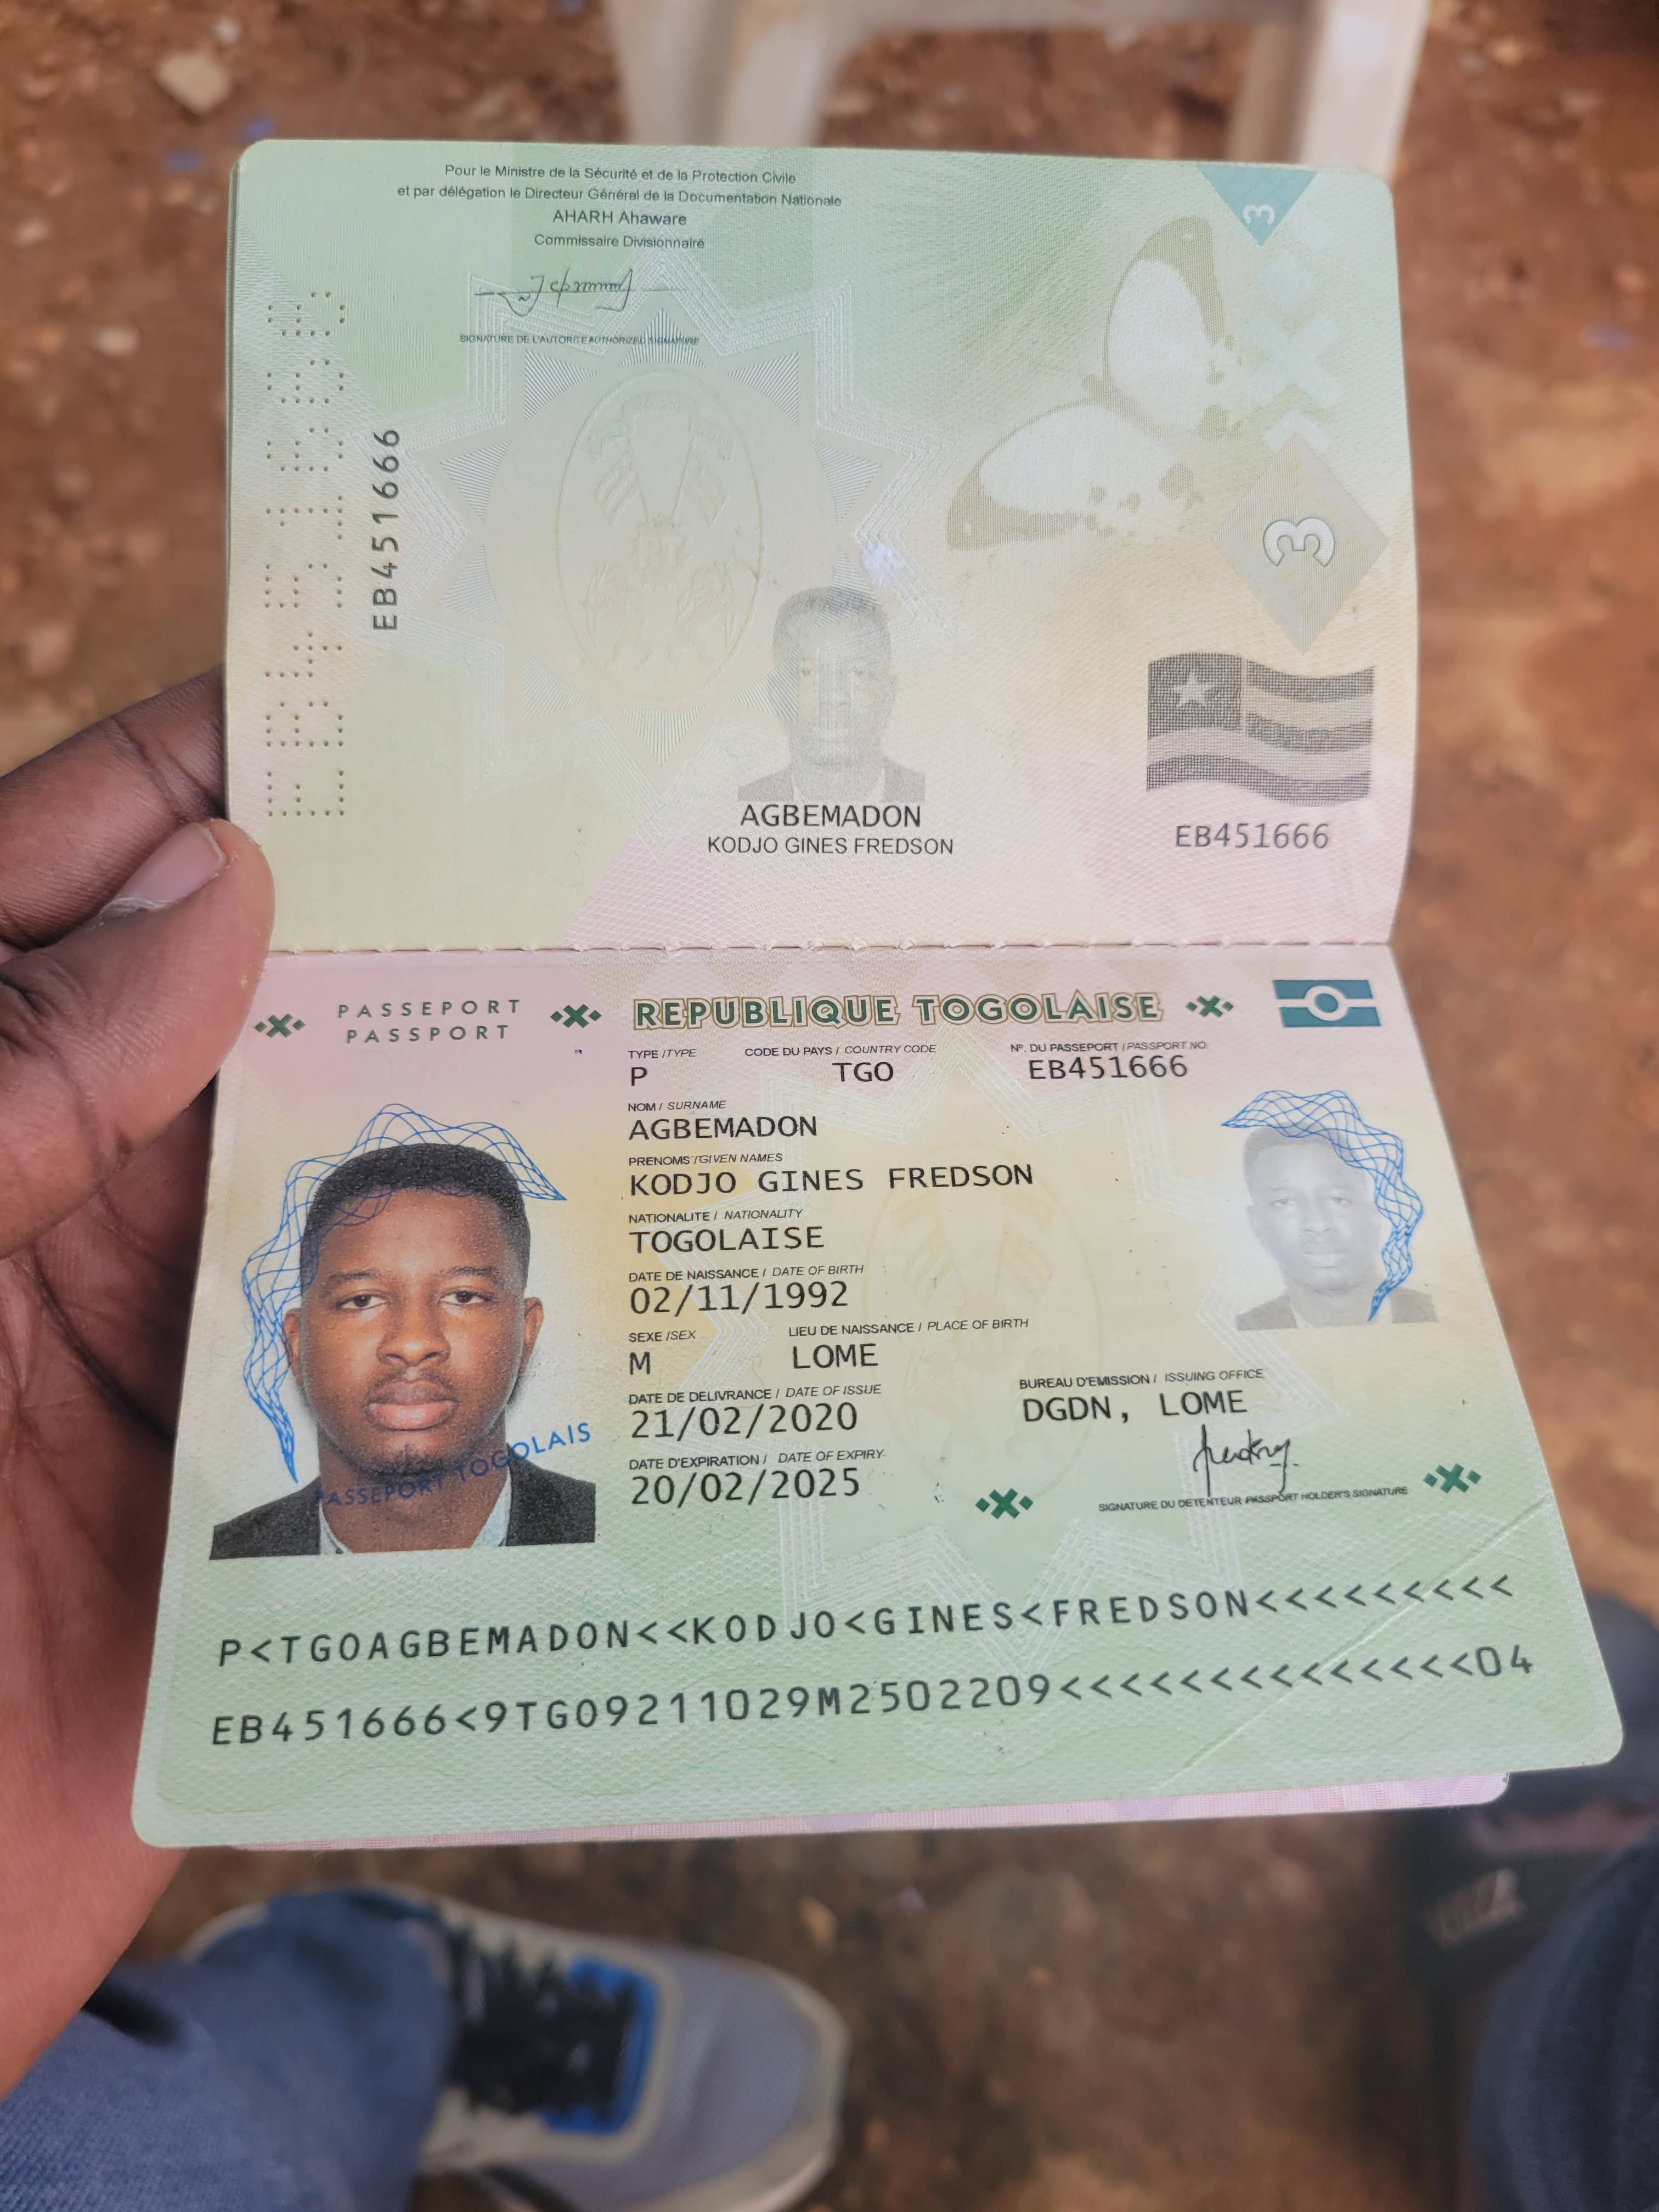 Pour le Ministre de la Sécurité et de la Protection Civile
et par délégation le Directeur Général de la Documentation Nationale
AHARH Ahaware
Commissaire Divisionnaire
SIGNATURE DE L'AUTORITE AUTHORIZED SIGNATURE
EB451666
EB451666
3
3
RT
AGBEMADON
KODJO GINES FREDSON
EB451666
PASSEPORT
PASSPORT
REPUBLIQUE TOGOLAISE
TYPE /TYPE CODE DU PAYS / COUNTRY CODE N°. DU PASSEPORT / PASSPORT NO.
P TGO EB451666
NOM / SURNAME
AGBEMADON
PRENOMS /GIVEN NAMES
KODJO GINES FREDSON
NATIONALITE / NATIONALITY
TOGOLAISE
DATE DE NAISSANCE / DATE OF BIRTH
02/11/1992
SEXE /SEX LIEU DE NAISSANCE / PLACE OF BIRTH
M LOME
DATE DE DELIVRANCE / DATE OF ISSUE BUREAU D'EMISSION / ISSUING OFFICE
21/02/2020 DGDN, LOME
DATE D'EXPIRATION / DATE OF EXPIRY
20/02/2025
SIGNATURE DU DETENTEUR PASSPORT HOLDER'S SIGNATURE
PASSEPORT TOGOLAIS
P<TGOAGBEMADON<<KODJO<GINES<FREDSON<<<<<<<<<
EB451666<9TGO9211029M2502209<<<<<<<<<<<<<<04